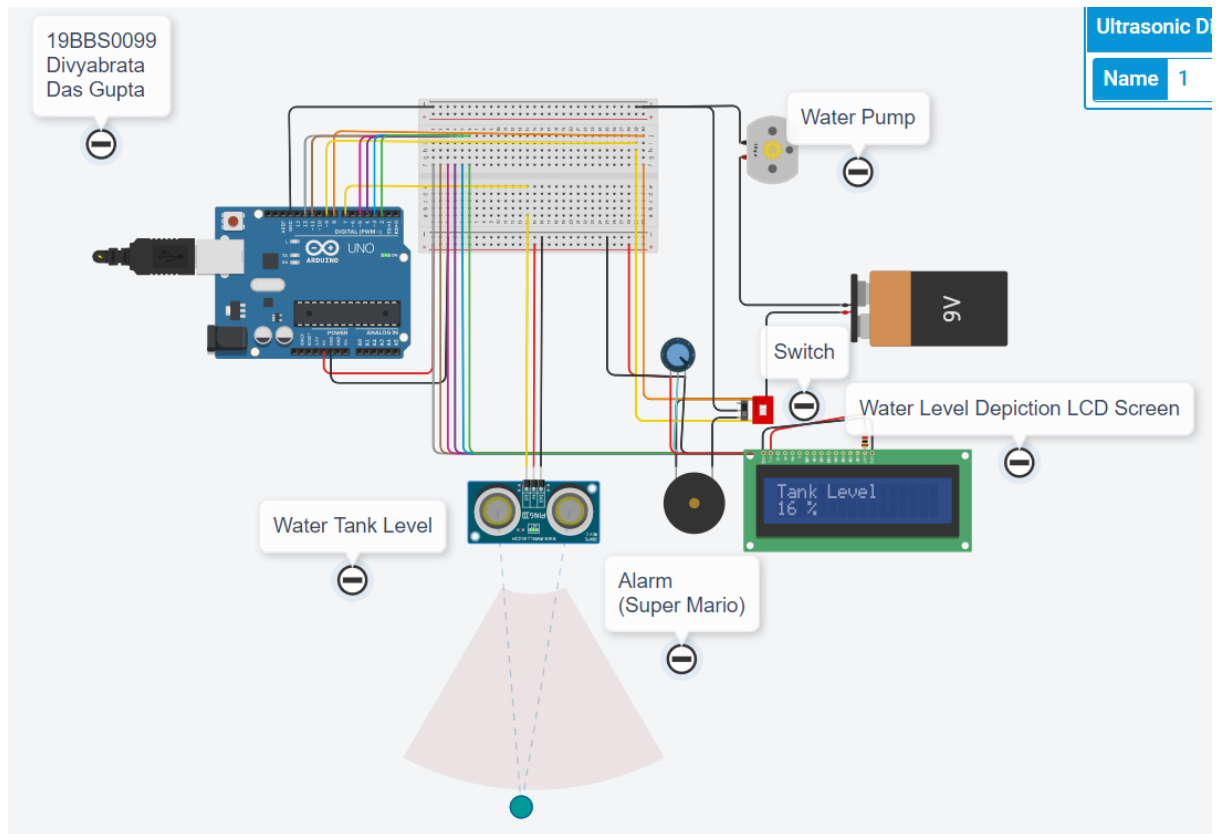 19BBS0099
Divyabrata
Das Gupta
Ultrasonic Di
Name 1
Water Pump
DIGITAL (PWM~)
UNO
ARDUINO
POWER
ANALOG IN
9V
Switch
Water Level Depiction LCD Screen
Tank Level
16 %
Water Tank Level
PING
Alarm
(Super Mario)